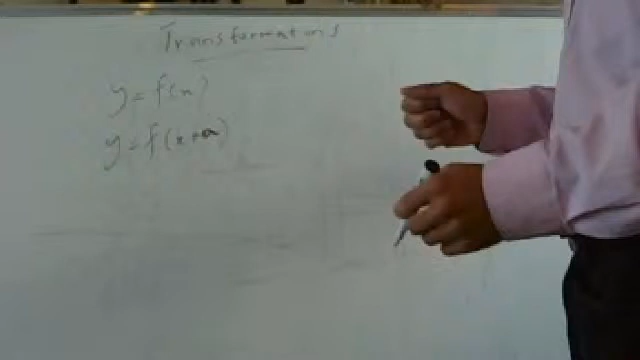 Transformations
y = f(x)
y = f(x+a)